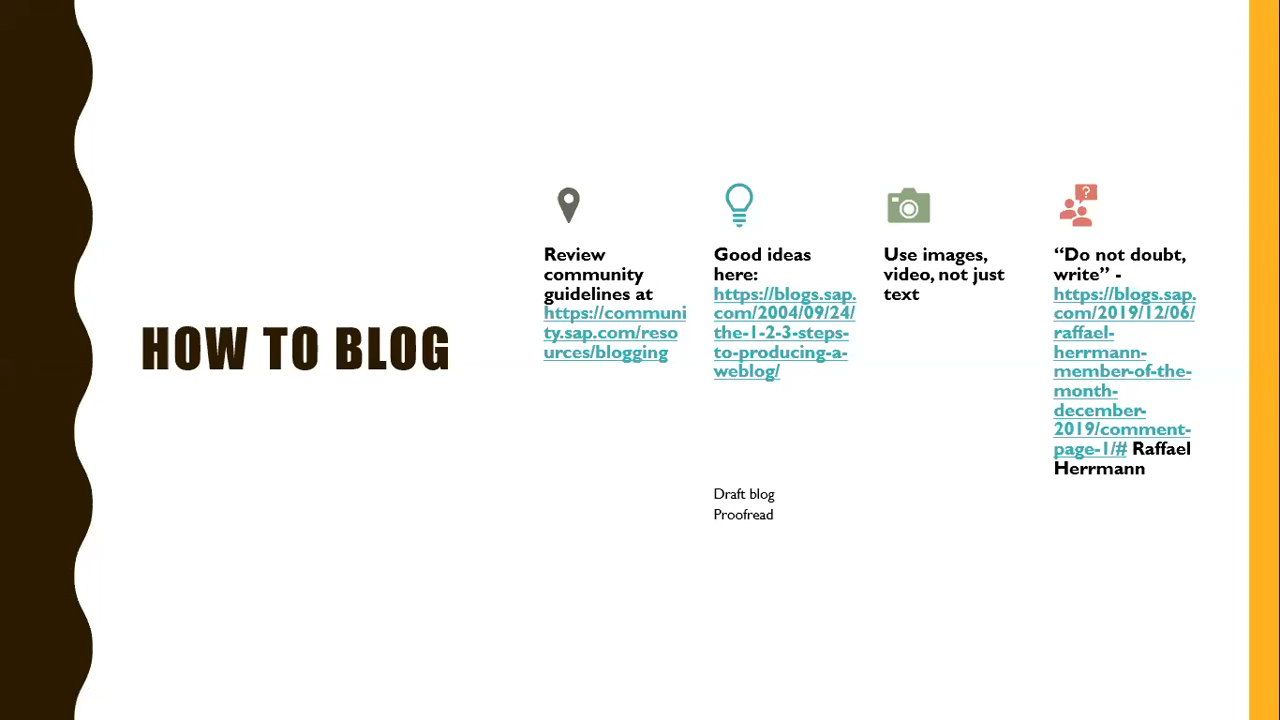 HOW TO BLOG
Review
community
guidelines at
https://communi
ty.sap.com/reso
urces/blogging
Good ideas
here:
https://blogs.sap.
com/2004/09/24/
the-1-2-3-steps-
to-producing-a-
weblog/
Draft blog
Proofread
Use images,
video, not just
text
?
“Do not doubt,
write” -
https://blogs.sap.
com/2019/12/06/
raffael-
herrmann-
member-of-the-
month-
december-
2019/comment-
page-1/# Raffael
Herrmann